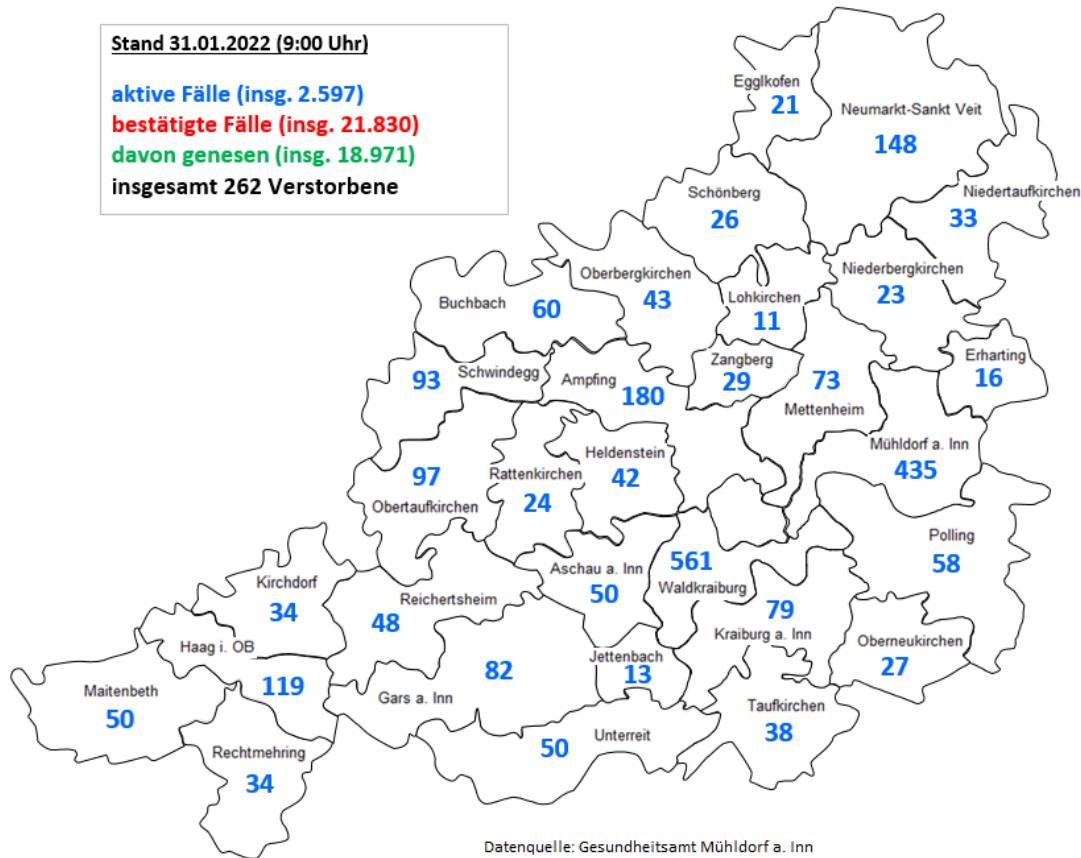 Stand 31.01.2022 (9:00 Uhr)
aktive Fälle (insg. 2.597)
bestätigte Fälle (insg. 21.830)
davon genesen (insg. 18.971)
insgesamt 262 Verstorbene
Egglkofen
21
Neumarkt-Sankt Veit
148
Niedertaufkirchen
33
Schönberg
26
Niederbergkirchen
23
Oberbergkirchen
43
Lohkirchen
11
Buchbach
60
Zangberg
29
73
Mettenheim
Erharting
16
93
Schwindegg
Ampfing
180
Mühldorf a. Inn
435
Heldenstein
42
Rattenkirchen
24
97
Obertaufkirchen
Polling
58
561
Waldkraiburg
Aschau a. Inn
50
79
Kraiburg a. Inn
Kirchdorf
34
Reichertsheim
48
Haag i. OB
119
Oberneukirchen
27
Jettenbach
13
82
Gars a. Inn
Maitenbeth
50
Taufkirchen
38
50
Unterreit
Rechtmehring
34
Datenquelle: Gesundheitsamt Mühldorf a. Inn